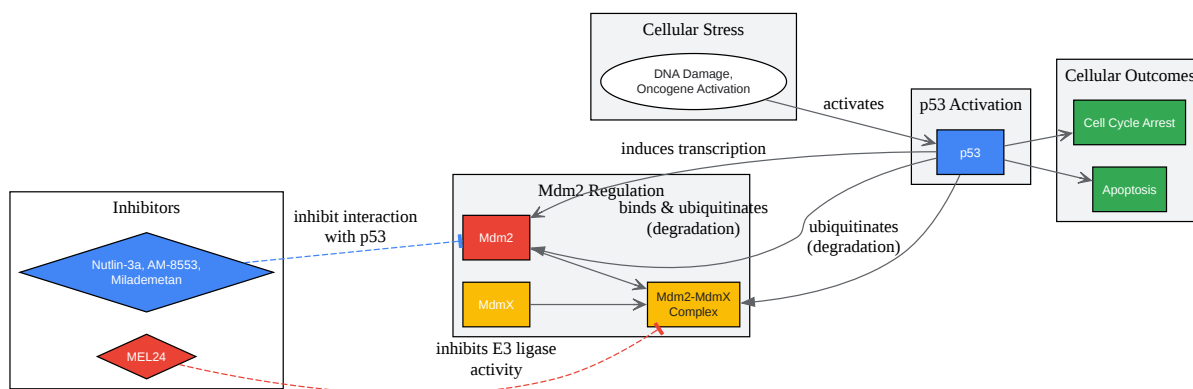 Cellular Stress
DNA Damage,
Oncogene Activation
activates
p53 Activation
p53
Cellular Outcomes
Cell Cycle Arrest
Apoptosis
induces transcription
Mdm2 Regulation
binds & ubiquitinates
(degradation)
ubiquitinates
(degradation)
Mdm2
MdmX
Mdm2-MdmX
Complex
Inhibitors
Nutlin-3a, AM-8553,
Milademetan
MEL24
inhibit interaction
with p53
inhibits E3 ligase
activity